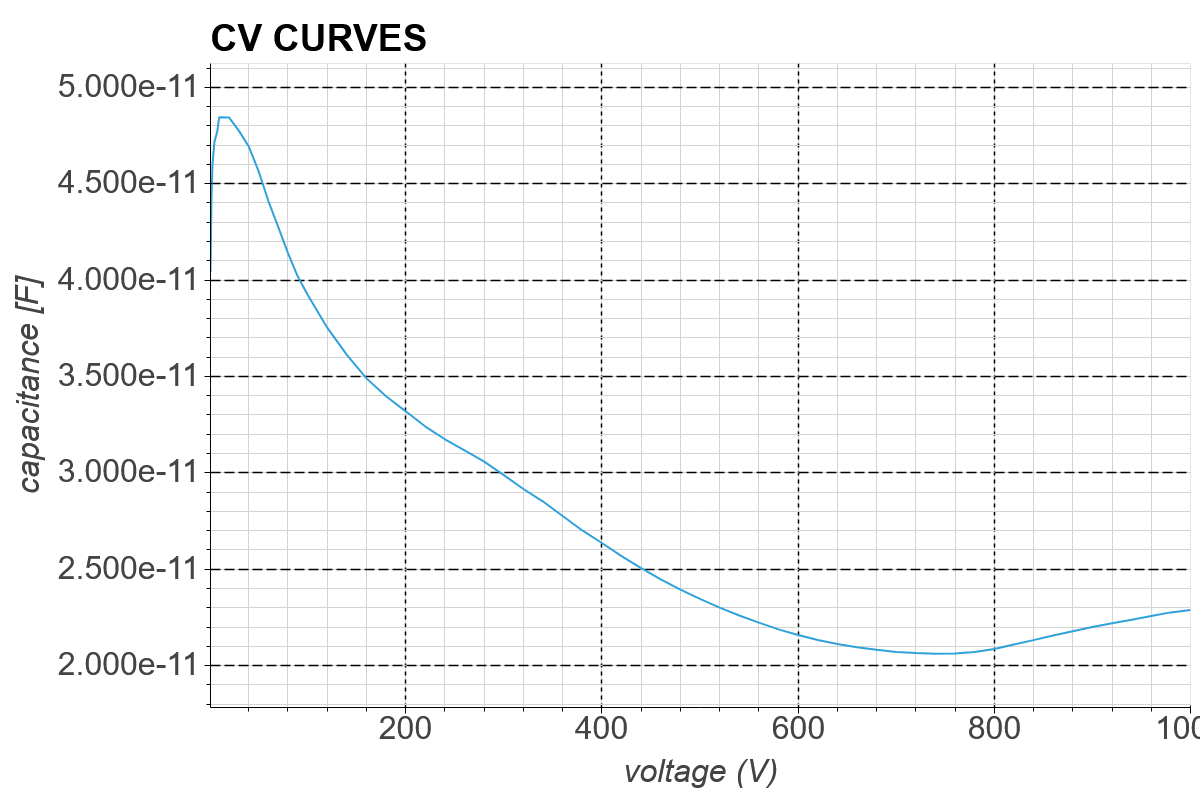 CV CURVES
5.000e-11
4.500e-11
4.000e-11
3.500e-11
3.000e-11
2.500e-11
2.000e-11
capacitance [F]
200 400 600 800 100
voltage (V)